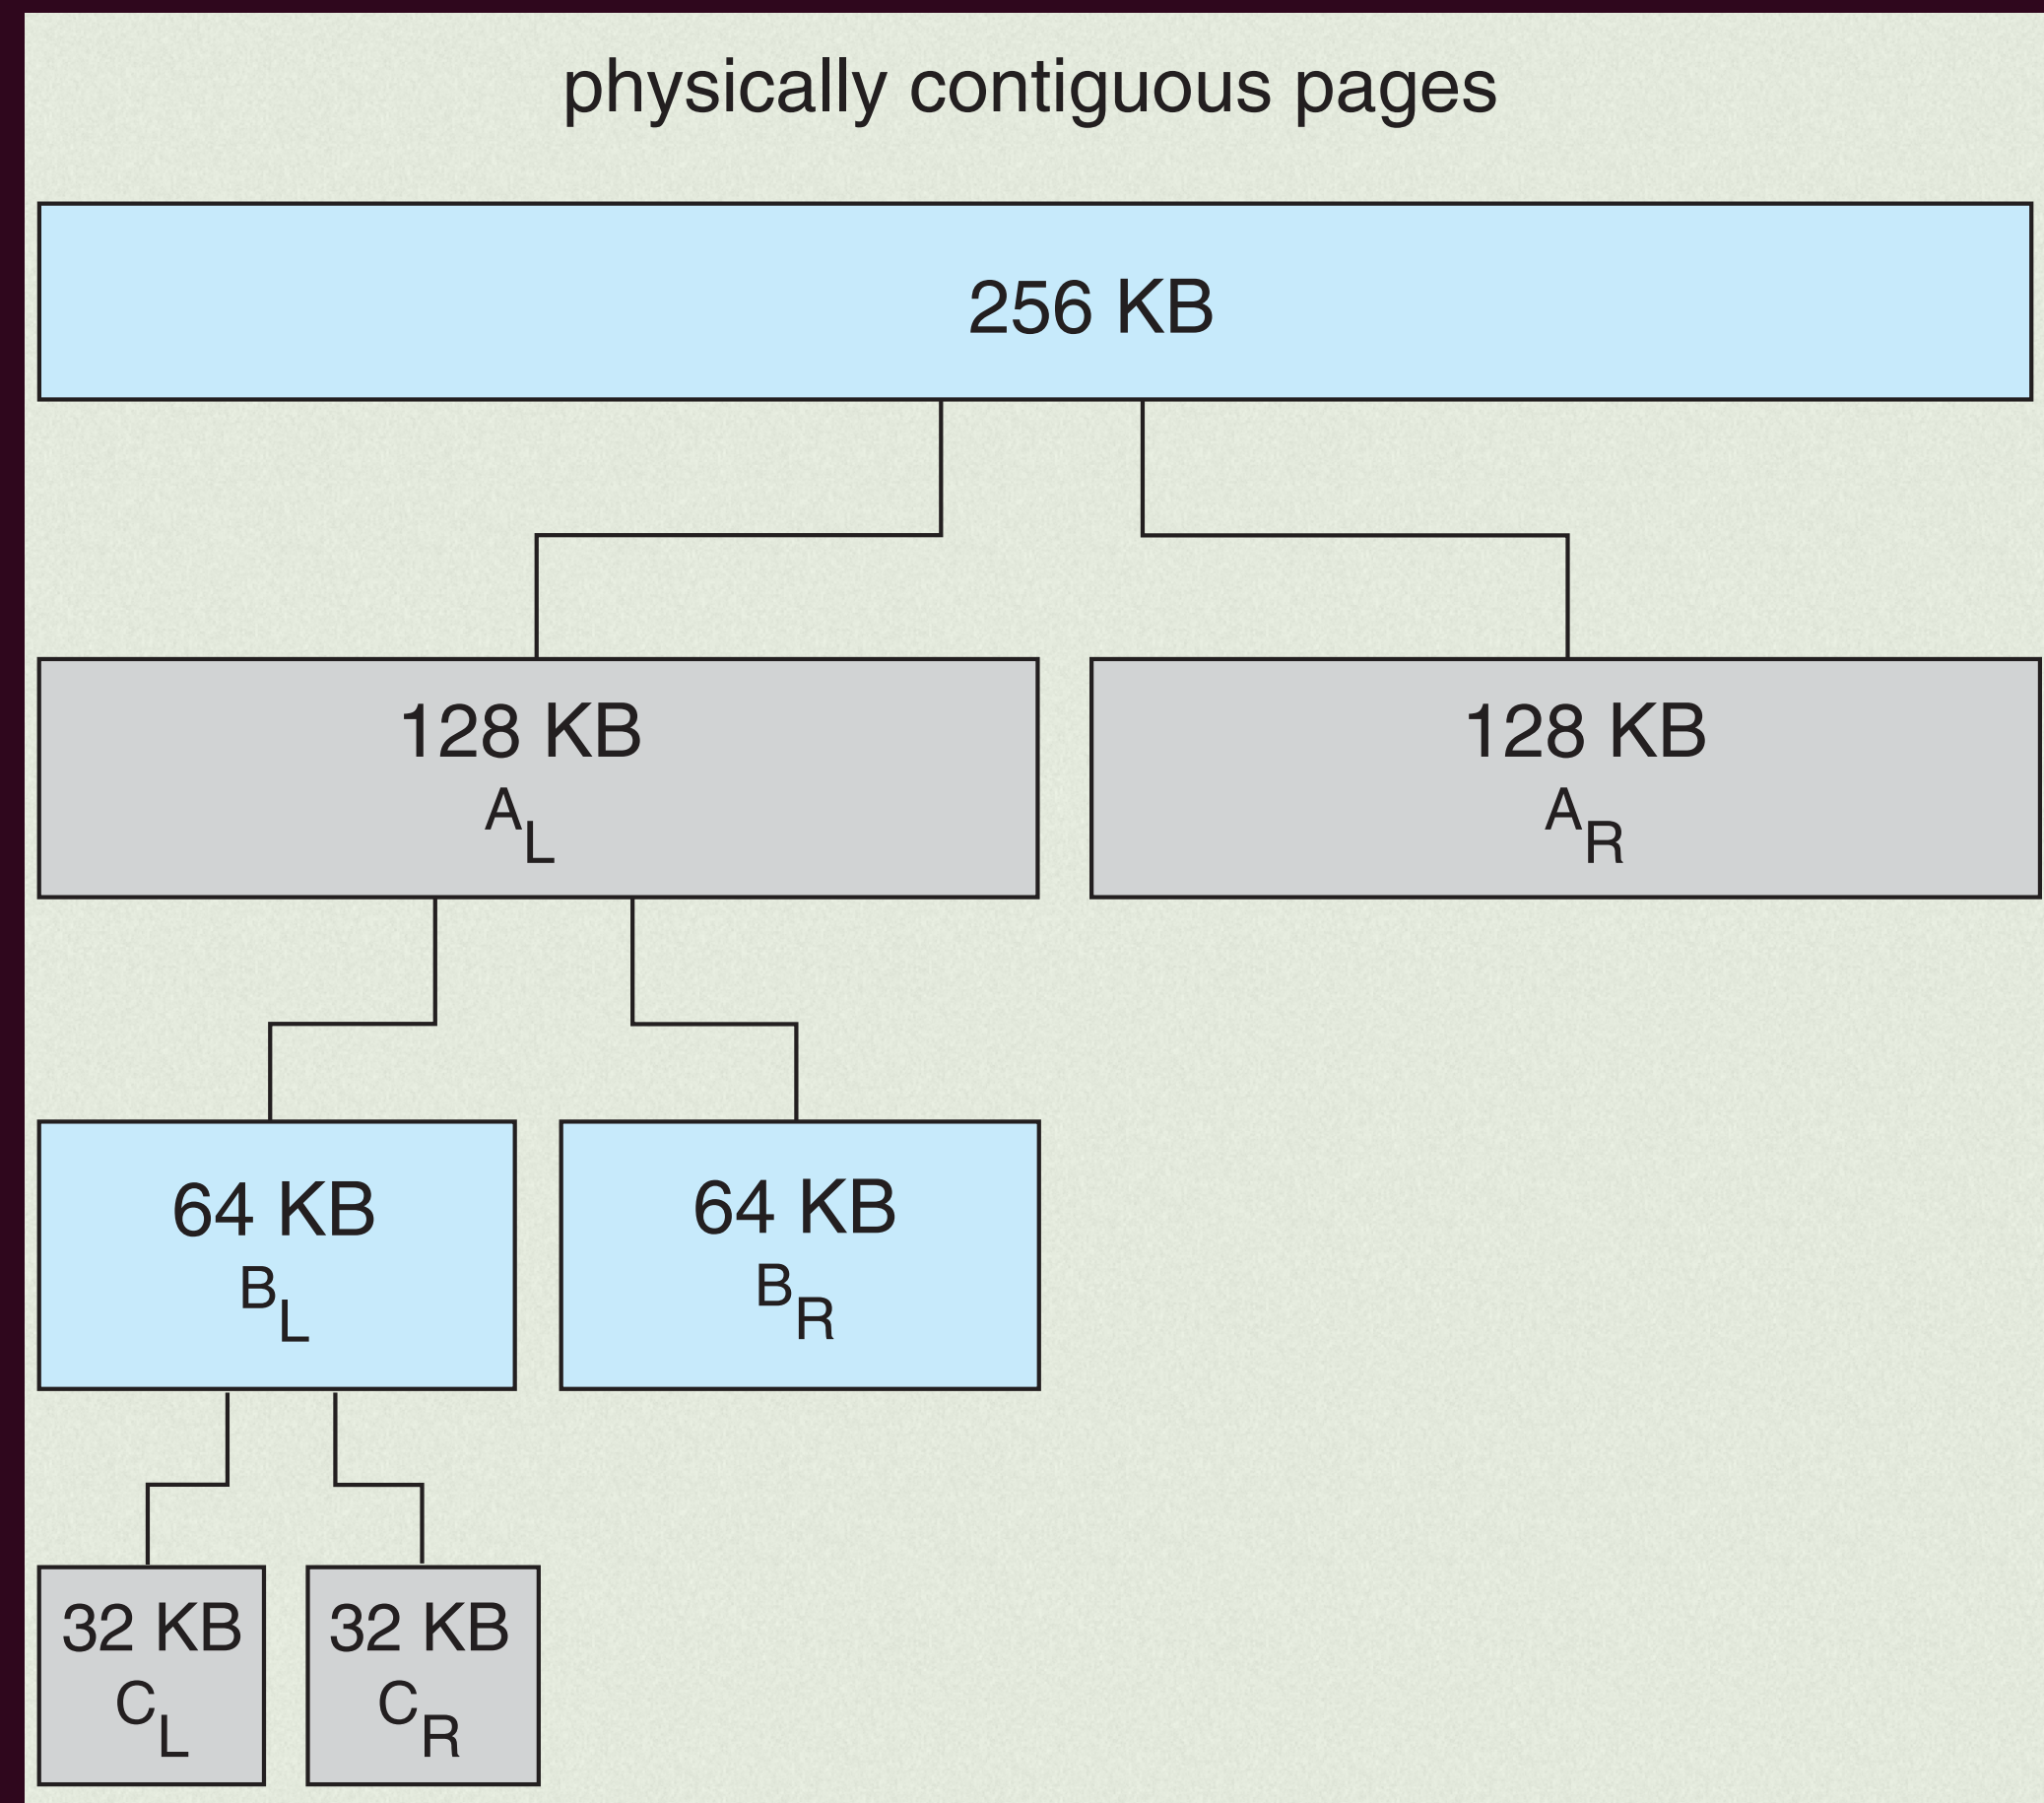 physically contiguous pages
256 KB
128 KB
A_L
128 KB
A_R
64 KB
B_L
64 KB
B_R
32 KB
C_L
32 KB
C_R